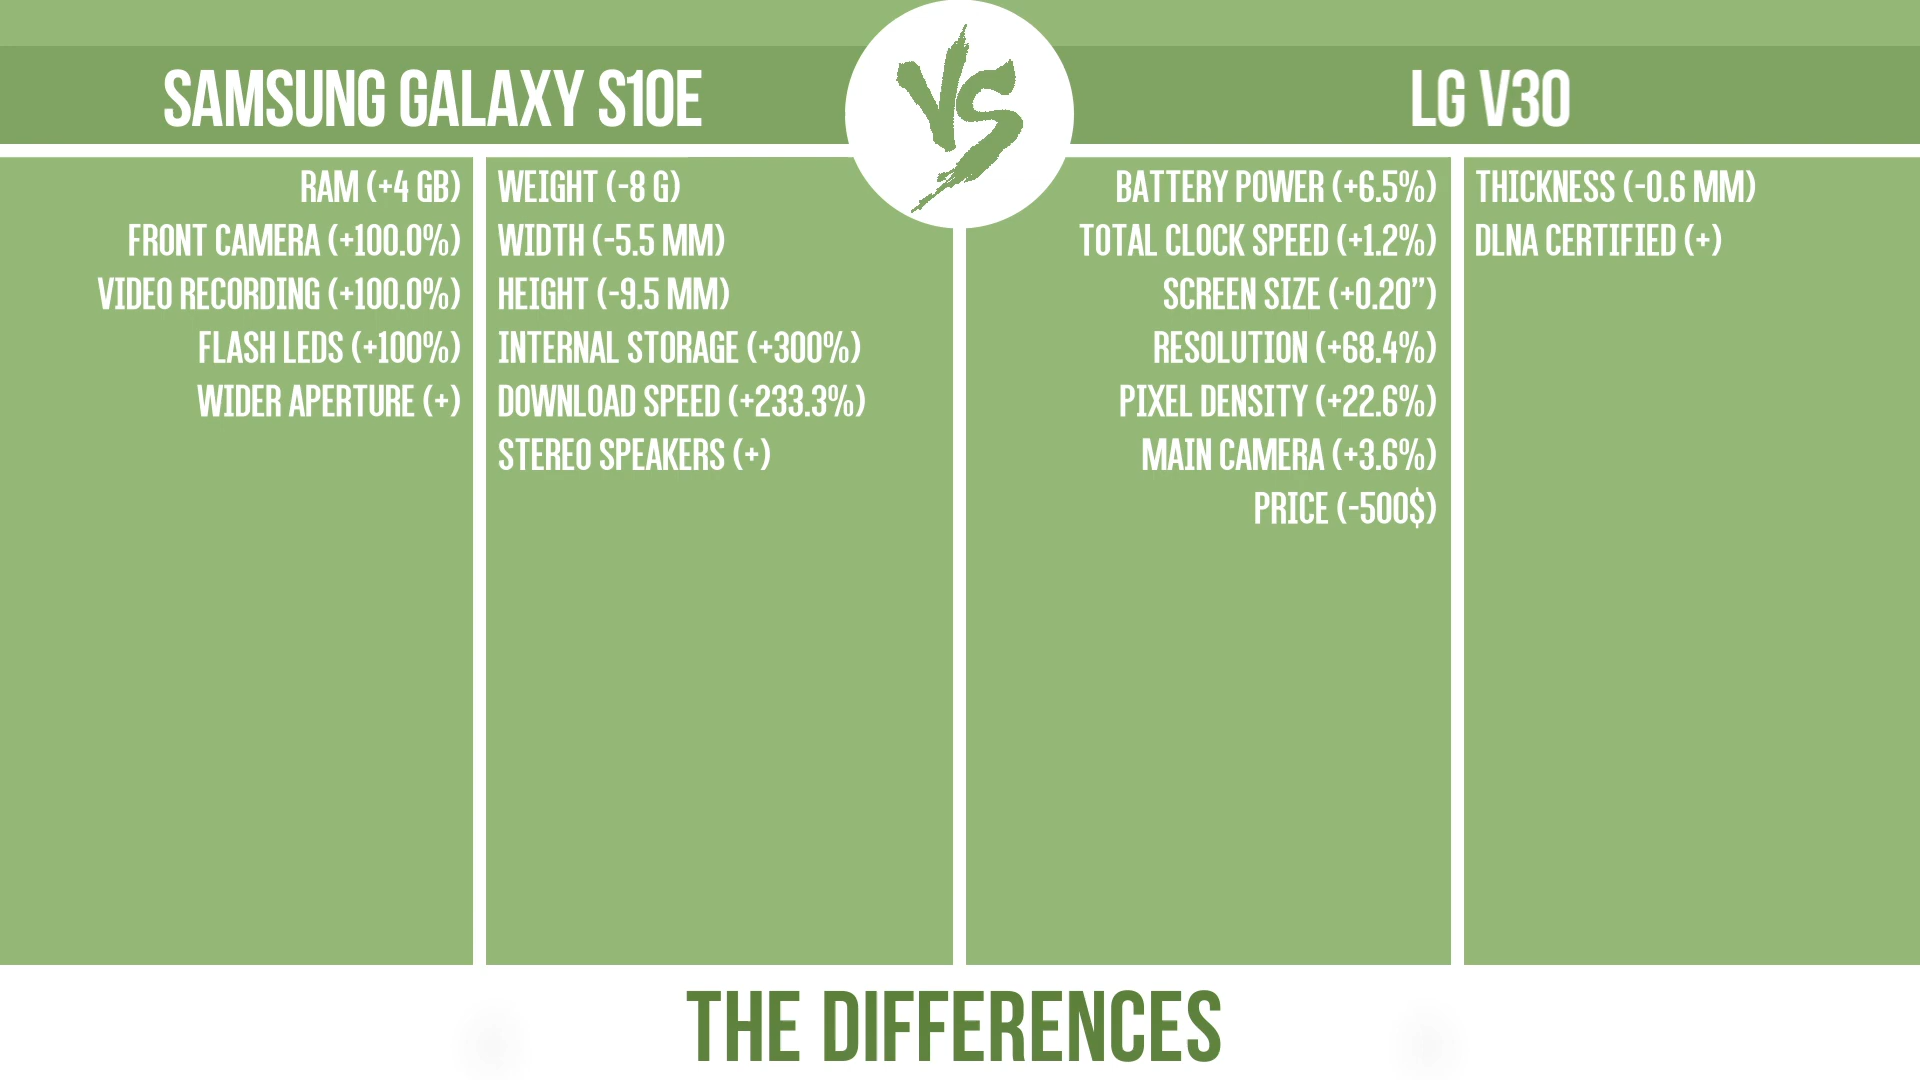 SAMSUNG GALAXY S10E
VS
LG V30
RAM (+4 GB)
FRONT CAMERA (+100.0%)
VIDEO RECORDING (+100.0%)
FLASH LEDS (+100%)
WIDER APERTURE (+)
WEIGHT (-8 G)
WIDTH (-5.5 MM)
HEIGHT (-9.5 MM)
INTERNAL STORAGE (+300%)
DOWNLOAD SPEED (+233.3%)
STEREO SPEAKERS (+)
BATTERY POWER (+6.5%)
TOTAL CLOCK SPEED (+1.2%)
SCREEN SIZE (+0.20”)
RESOLUTION (+68.4%)
PIXEL DENSITY (+22.6%)
MAIN CAMERA (+3.6%)
PRICE (-500$)
THICKNESS (-0.6 MM)
DLNA CERTIFIED (+)
THE DIFFERENCES